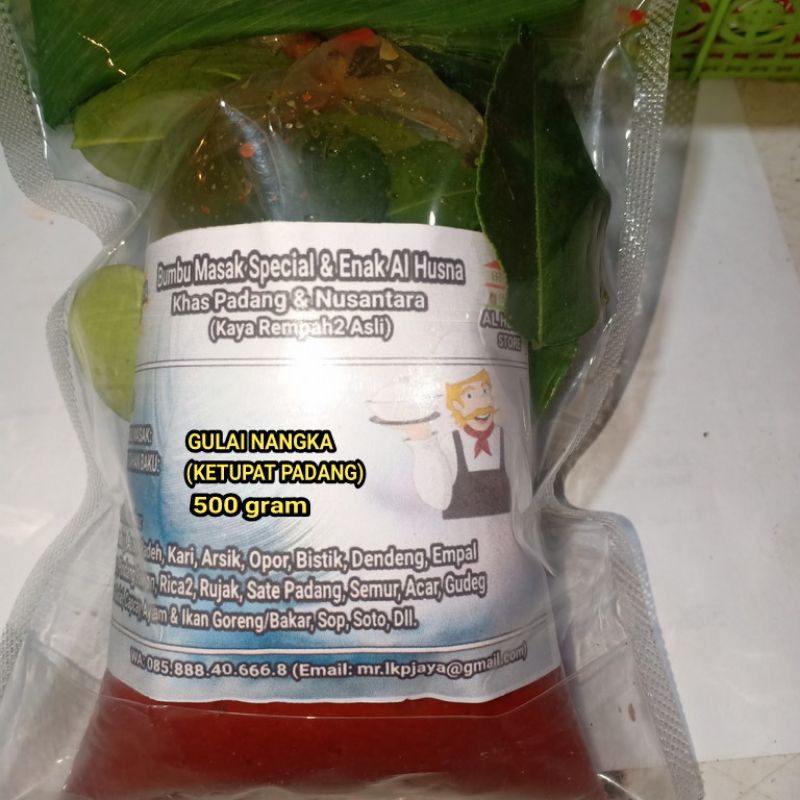 Bumbu Masak Special & Enak Al Husna
Khas Padang & Nusantara
(Kaya Rempah2 Asli)
STORE
GULAI NANGKA
(KETUPAT PADANG)
500 gram
Kari, Arsik, Opor, Bistik, Dendeng, Empal
Rica2, Rujak, Sate Padang, Semur, Acar, Gudeg
Ayam & Ikan Goreng/Bakar, Sop, Soto, Dll.
WA: 085.888.40.666.8 (Email: mr.lkpjaya@gmail.com)